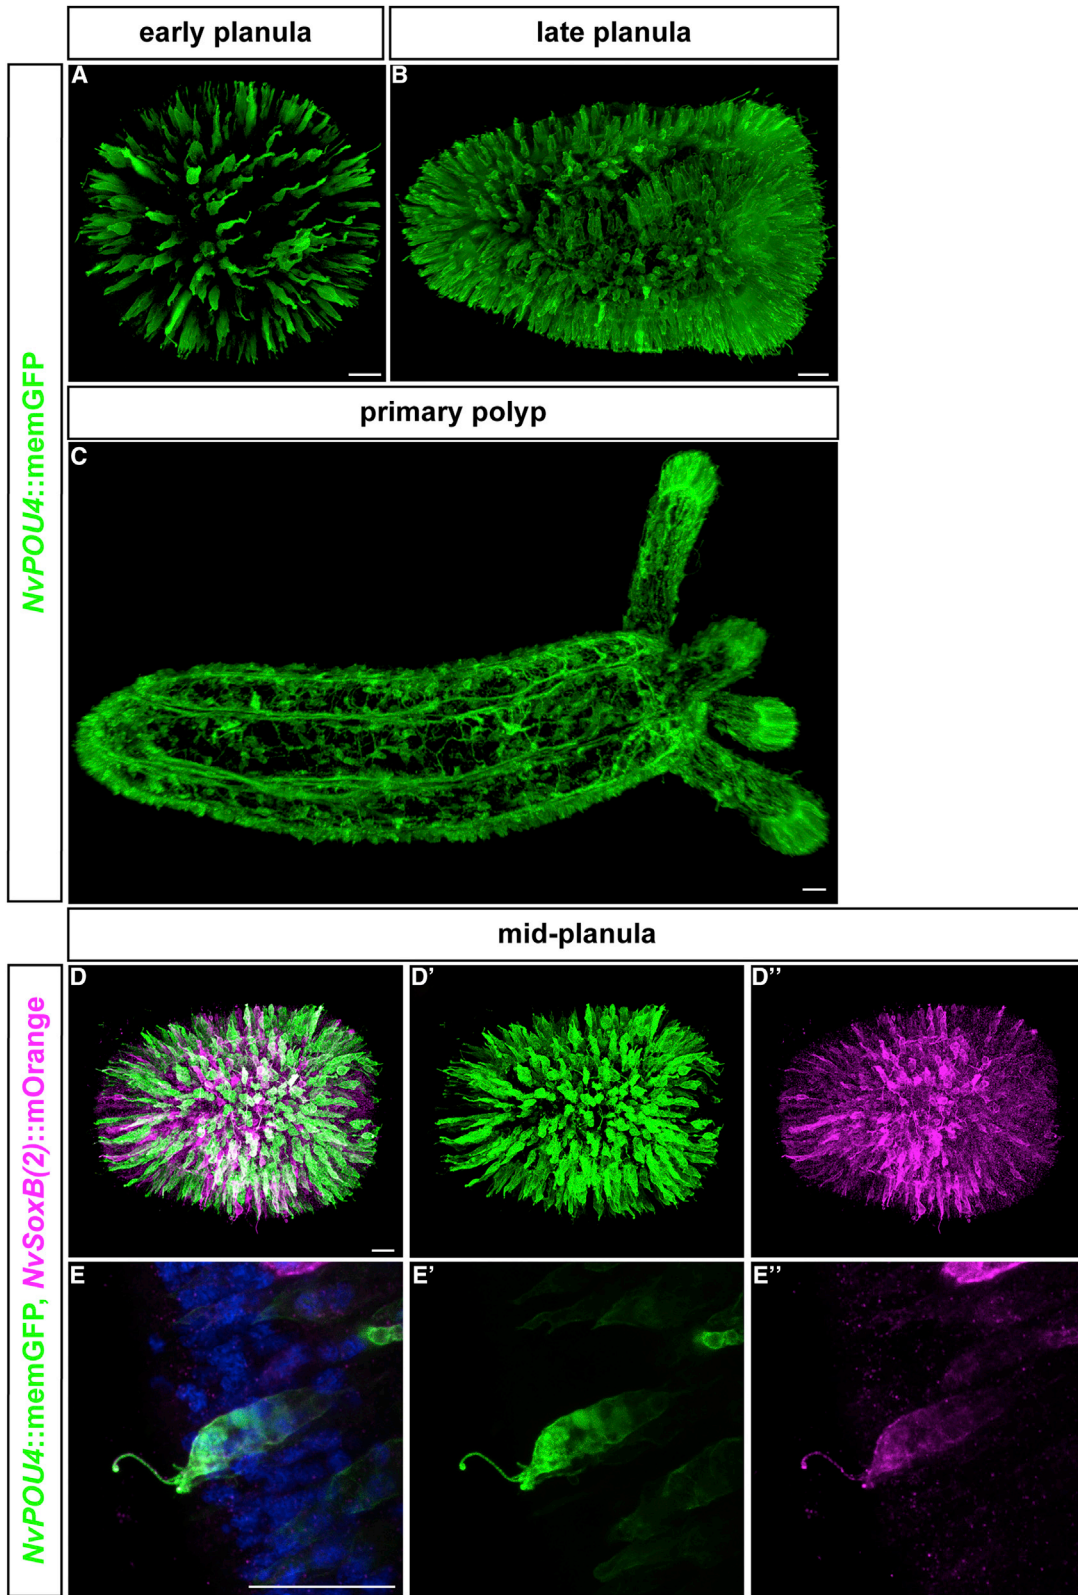 early planula
late planula
A
B
NvPOU4::memGFP
primary polyp
C
mid-planula
NvPOU4::memGFP, NvSoxB(2)::mOrange
D
D’
D’’
E
E’
E’’